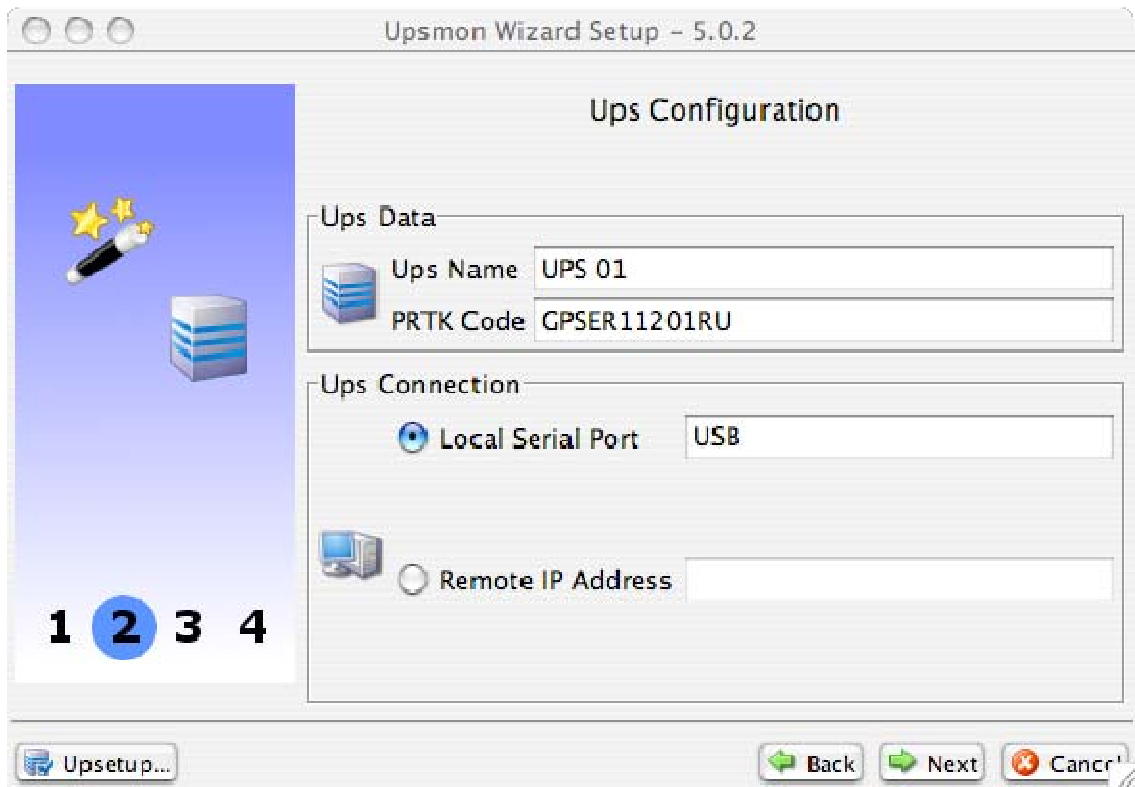 Upsmon Wizard Setup – 5.0.2
Ups Configuration
Ups Data
Ups Name UPS 01
PRTK Code GPSER11201RU
Ups Connection
Local Serial Port USB
Remote IP Address
1 2 3 4
Upsetup... Back Next Cancel